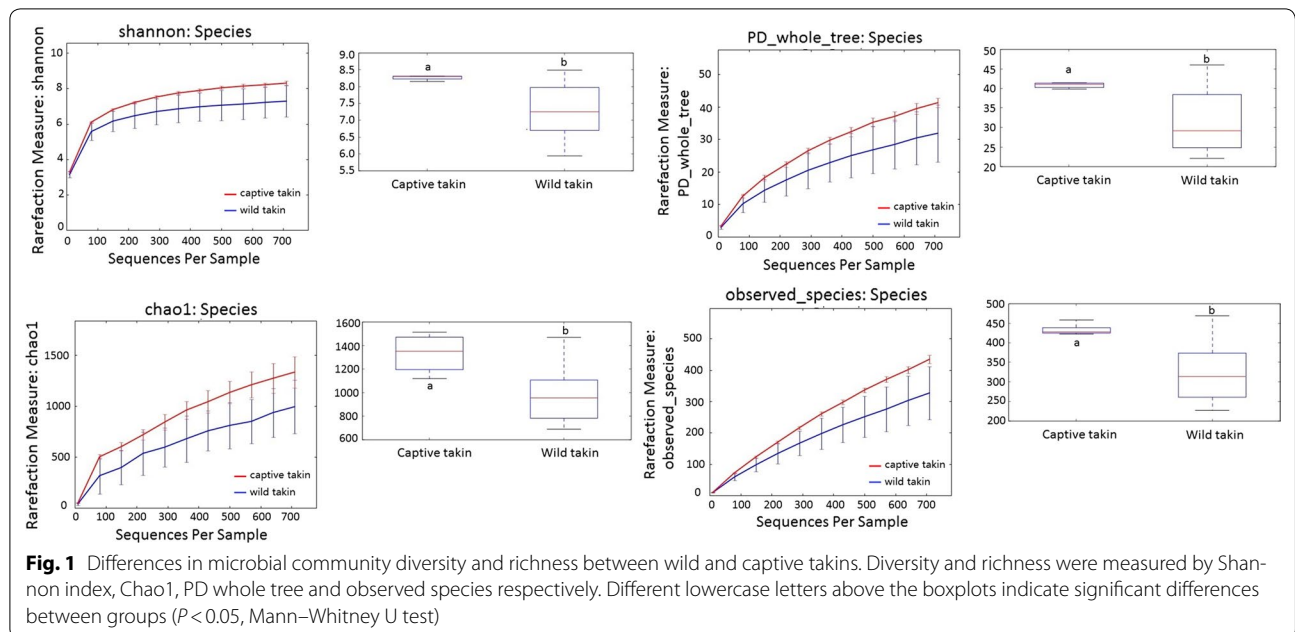 shannon: Species
Rarefaction Measure: shannon
10
8
6
4
2
0
captive takin
wild takin
0 100 200 300 400 500 600 700
Sequences Per Sample
9.0
8.5
8.0
7.5
7.0
6.5
6.0
5.5
a
b
Captive takin Wild takin
PD_whole_tree: Species
Rarefaction Measure:
PD_whole_tree
50
40
30
20
10
0
captive takin
wild takin
0 100 200 300 400 500 600 700
Sequences Per Sample
50
45
40
35
30
25
20
a
b
Captive takin Wild takin
chao1: Species
Rarefaction Measure: chao1
1500
1000
500
0
captive takin
wild takin
0 100 200 300 400 500 600 700
Sequences Per Sample
1600
1400
1200
1000
800
600
a
b
Captive takin Wild takin
observed_species: Species
Rarefaction Measure:
observed_species
500
400
300
200
100
0
captive takin
wild takin
0 100 200 300 400 500 600 700
Sequences Per Sample
500
450
400
350
300
250
200
a
b
Captive takin Wild takin
Fig. 1 Differences in microbial community diversity and richness between wild and captive takins. Diversity and richness were measured by Shan-
non index, Chao1, PD whole tree and observed species respectively. Different lowercase letters above the boxplots indicate significant differences
between groups (P < 0.05, Mann–Whitney U test)